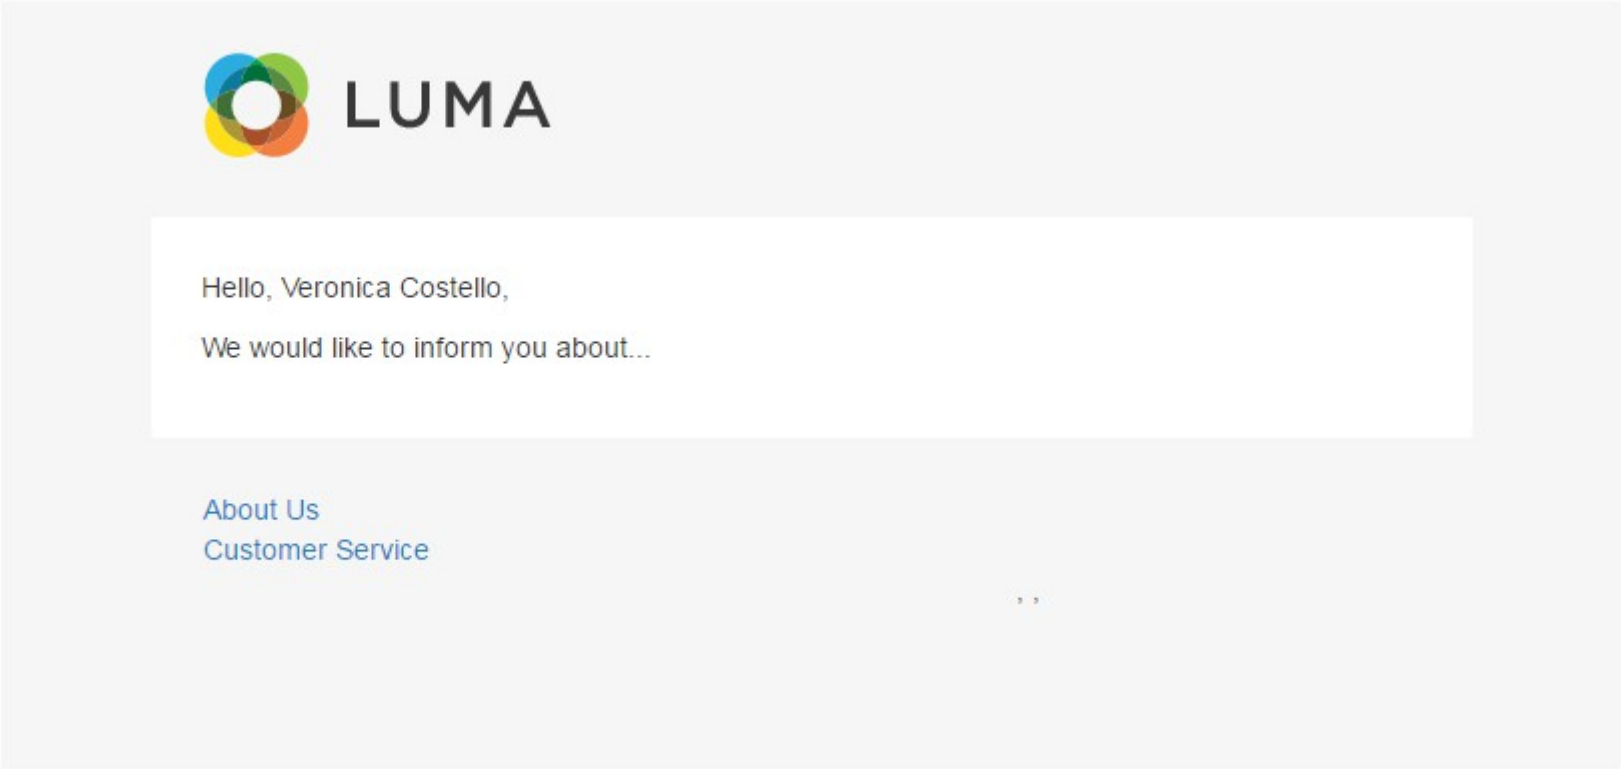 LUMA
Hello, Veronica Costello,
We would like to inform you about...
About Us
Customer Service
, ,